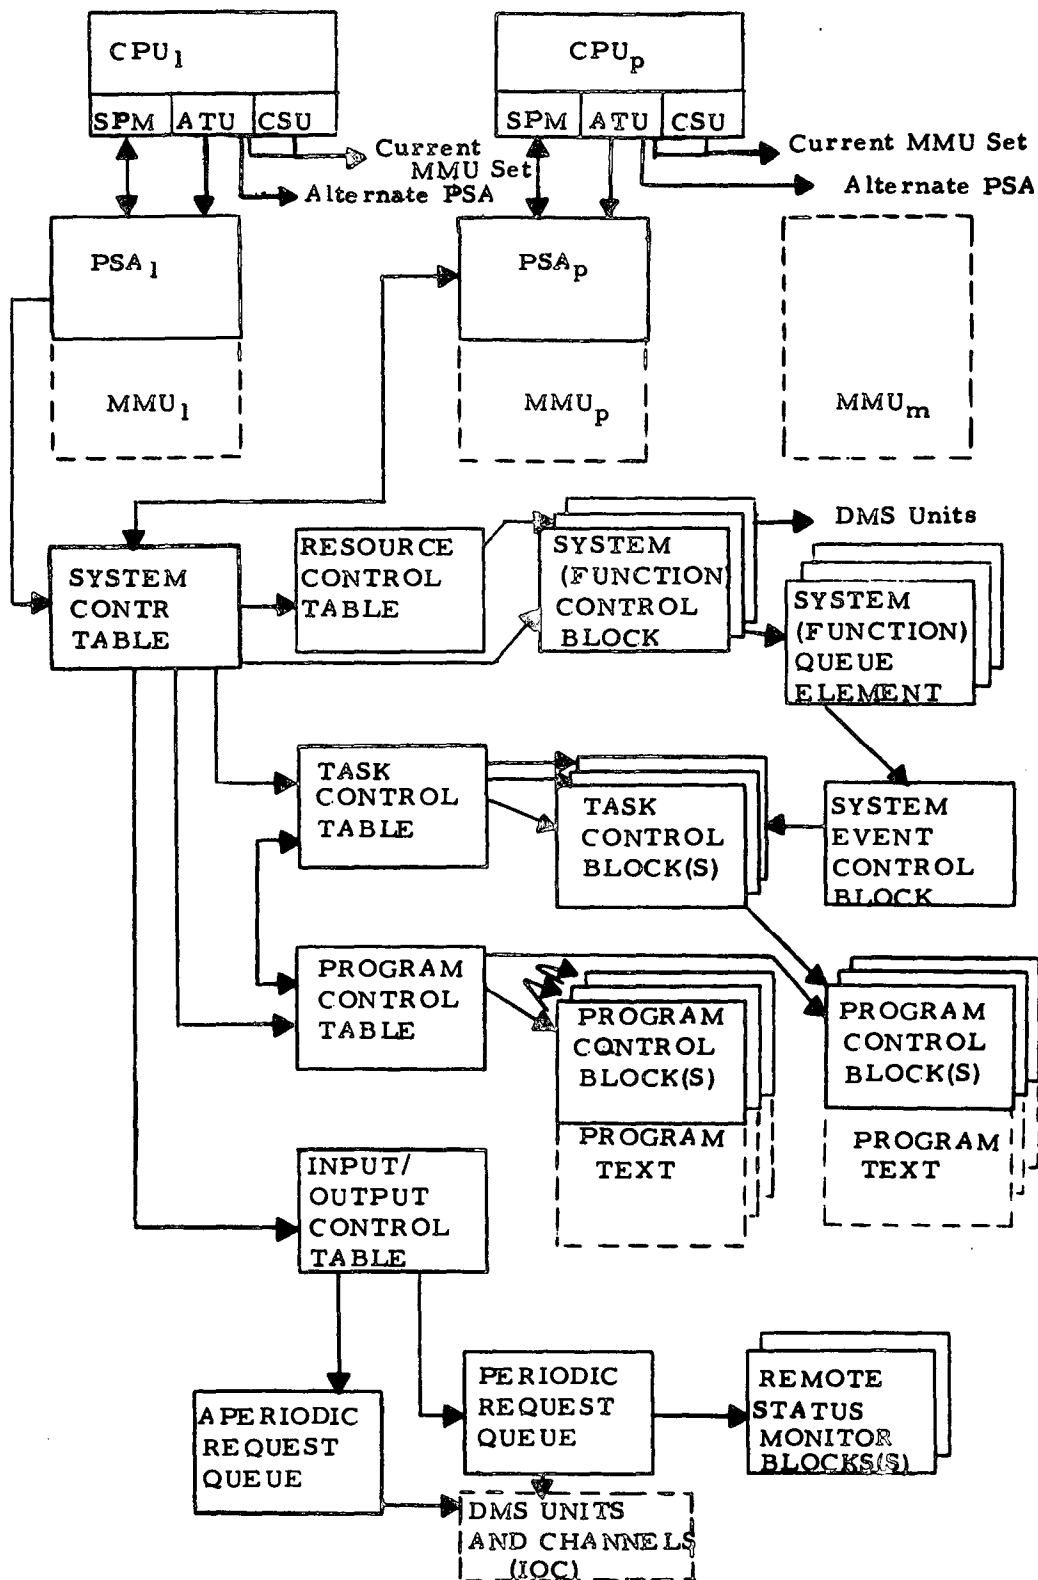 CPU1
CPUp
SPM ATU CSU
SPM ATU CSU
Current
MMU Set
Alternate PSA
Current MMU Set
Alternate PSA
PSA1
PSAp
MMU1
MMUp
MMUm
DMS Units
SYSTEM
CONTR
TABLE
RESOURCE
CONTROL
TABLE
SYSTEM
(FUNCTION)
CONTROL
BLOCK
SYSTEM
(FUNCTION)
QUEUE
ELEMENT
TASK
CONTROL
TABLE
TASK
CONTROL
BLOCK(S)
SYSTEM
EVENT
CONTROL
BLOCK
PROGRAM
CONTROL
TABLE
PROGRAM
CONTROL
BLOCK(S)
PROGRAM
TEXT
PROGRAM
CONTROL
BLOCK(S)
PROGRAM
TEXT
INPUT/
OUTPUT
CONTROL
TABLE
APERIODIC
REQUEST
QUEUE
PERIODIC
REQUEST
QUEUE
REMOTE
STATUS
MONITOR
BLOCKS(S)
DMS UNITS
AND CHANNELS
(IOC)